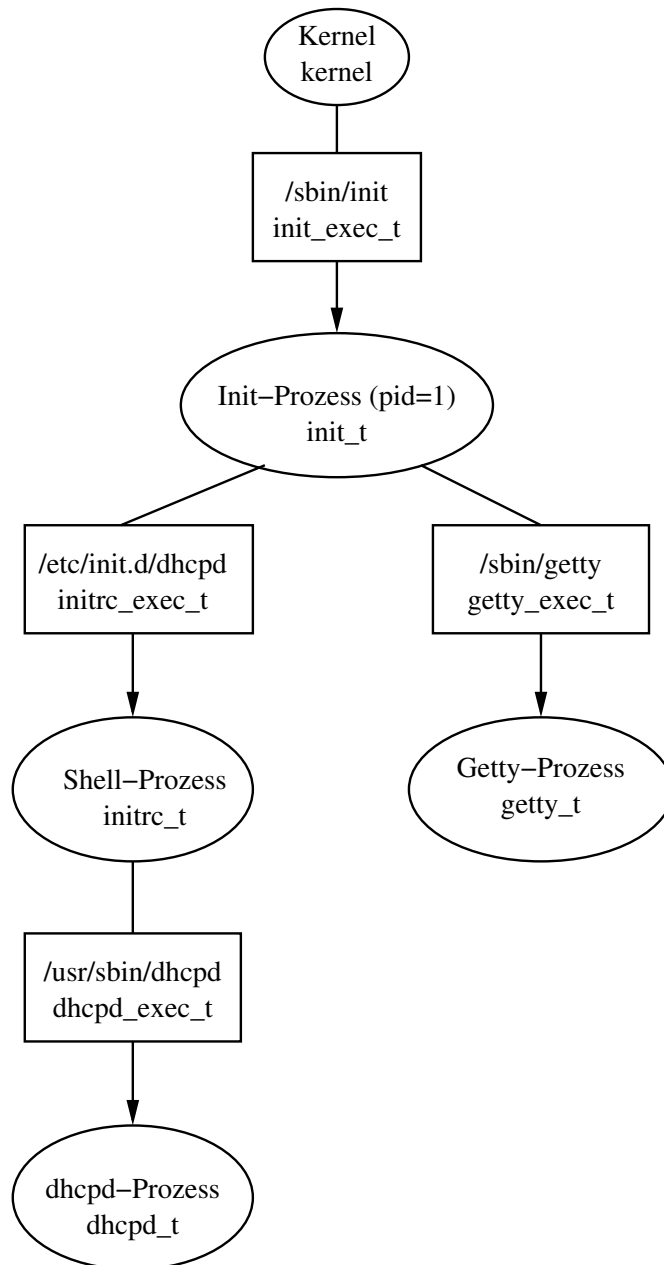 Kernel
kernel
/sbin/init
init_exec_t
Init−Prozess (pid=1)
init_t
/etc/init.d/dhcpd
initrc_exec_t
/sbin/getty
getty_exec_t
Shell−Prozess
initrc_t
Getty−Prozess
getty_t
/usr/sbin/dhcpd
dhcpd_exec_t
dhcpd−Prozess
dhcpd_t